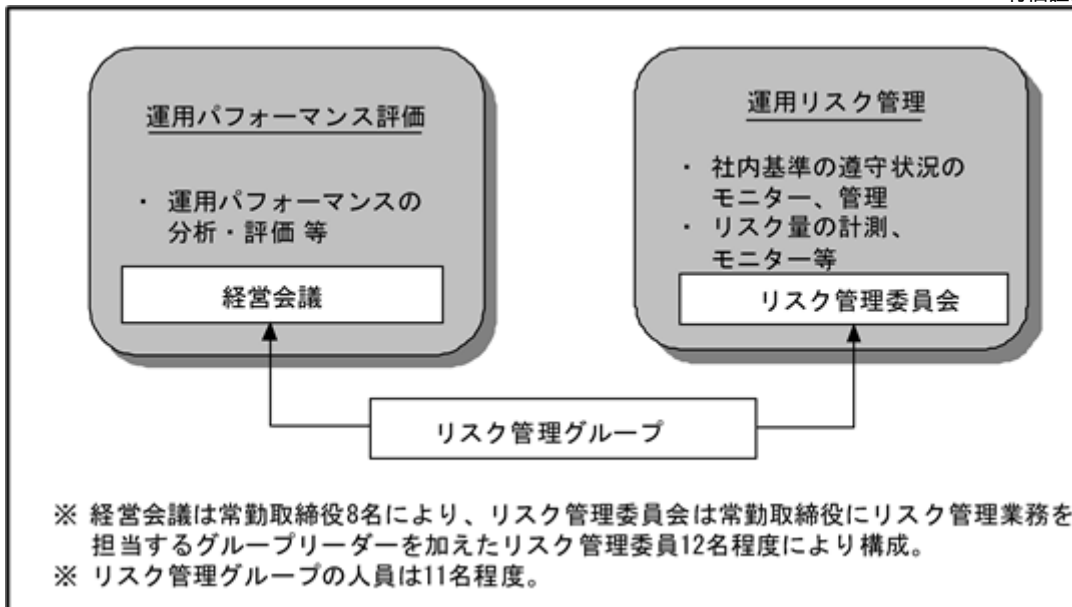 運用パフォーマンス評価
・ 運用パフォーマンスの
分析・評価 等
経営会議
運用リスク管理
・ 社内基準の遵守状況の
モニター、管理
・ リスク量の計測、
モニター等
リスク管理委員会
リスク管理グループ
※ 経営会議は常勤取締役8名により、リスク管理委員会は常勤取締役にリスク管理業務を
担当するグループリーダーを加えたリスク管理委員12名程度により構成。
※ リスク管理グループの人員は11名程度。